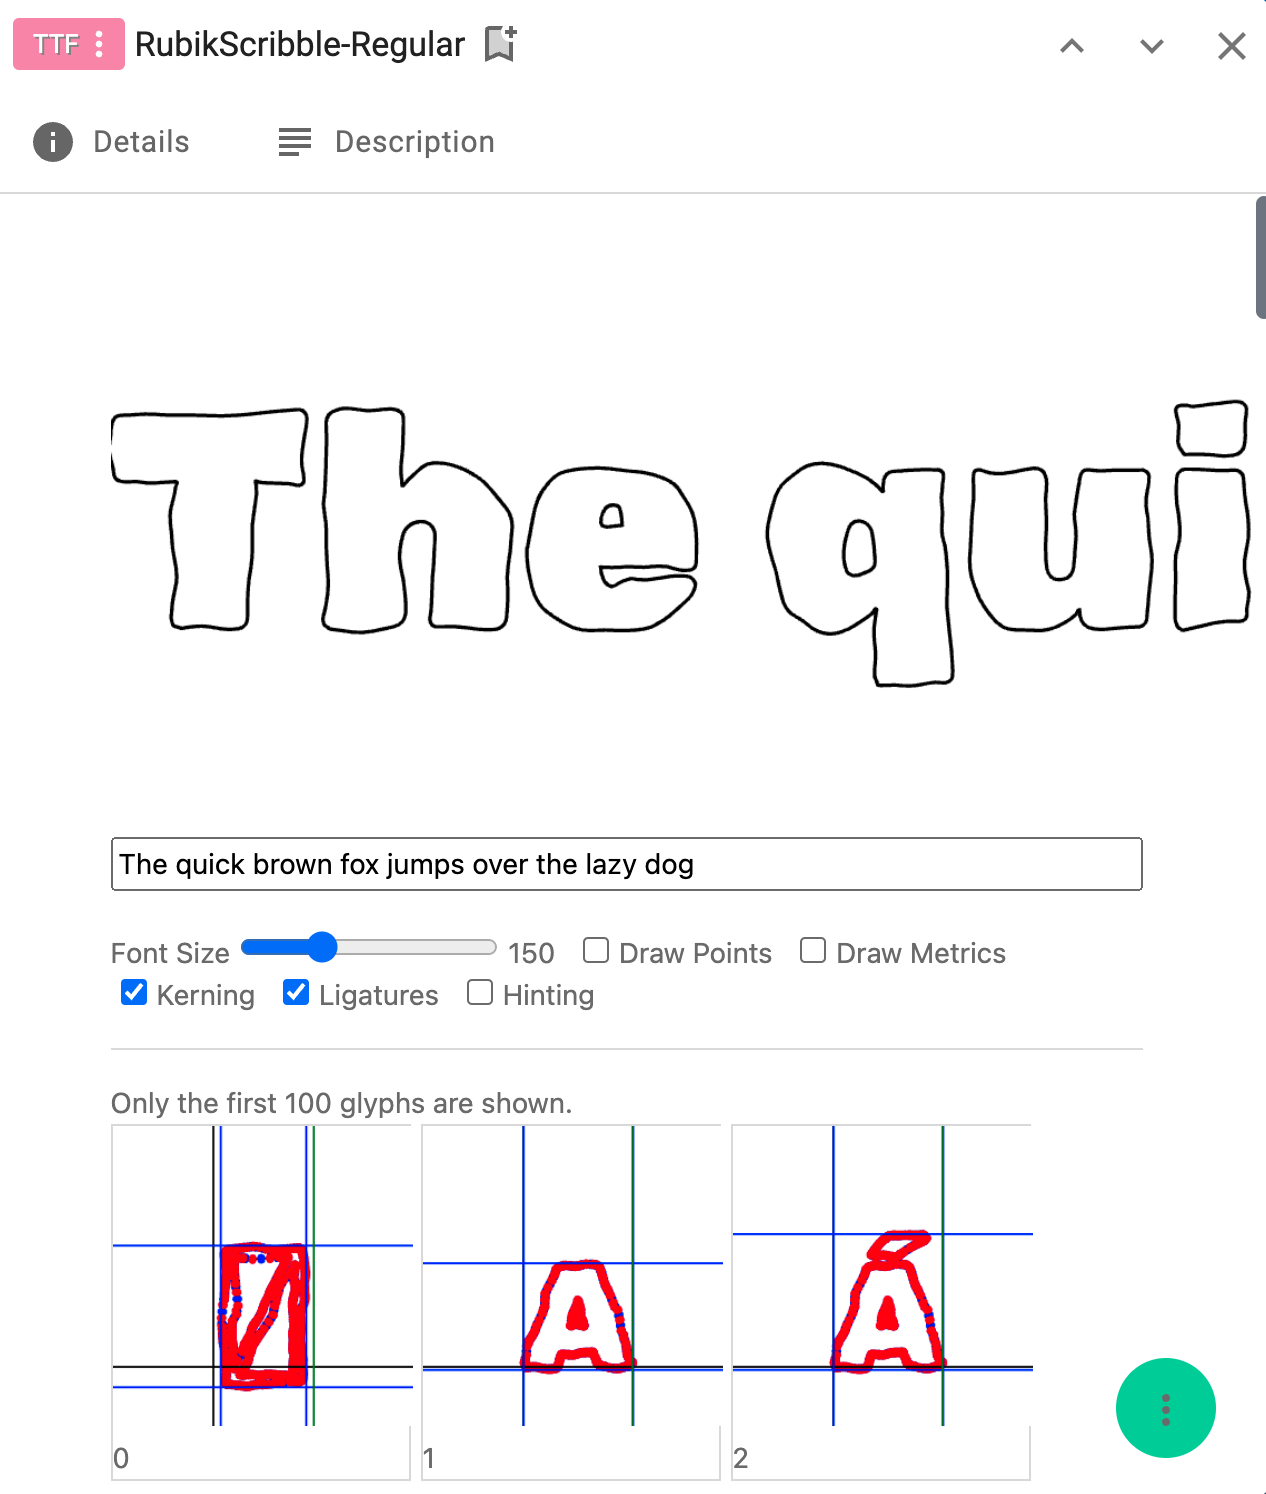 TTF RubikScribble-Regular
Details Description
The qui
The quick brown fox jumps over the lazy dog
Font Size 150 Draw Points Draw Metrics
Kerning Ligatures Hinting
Only the first 100 glyphs are shown.
A Á
0 1 2